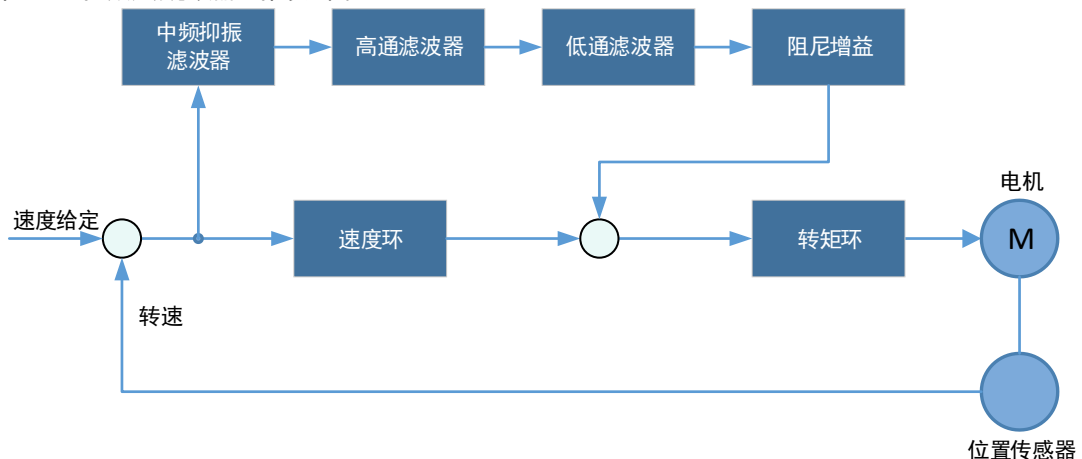 中频抑振
滤波器
高通滤波器
低通滤波器
阻尼增益
电机
速度给定
速度环
转矩环
M
转速
位置传感器